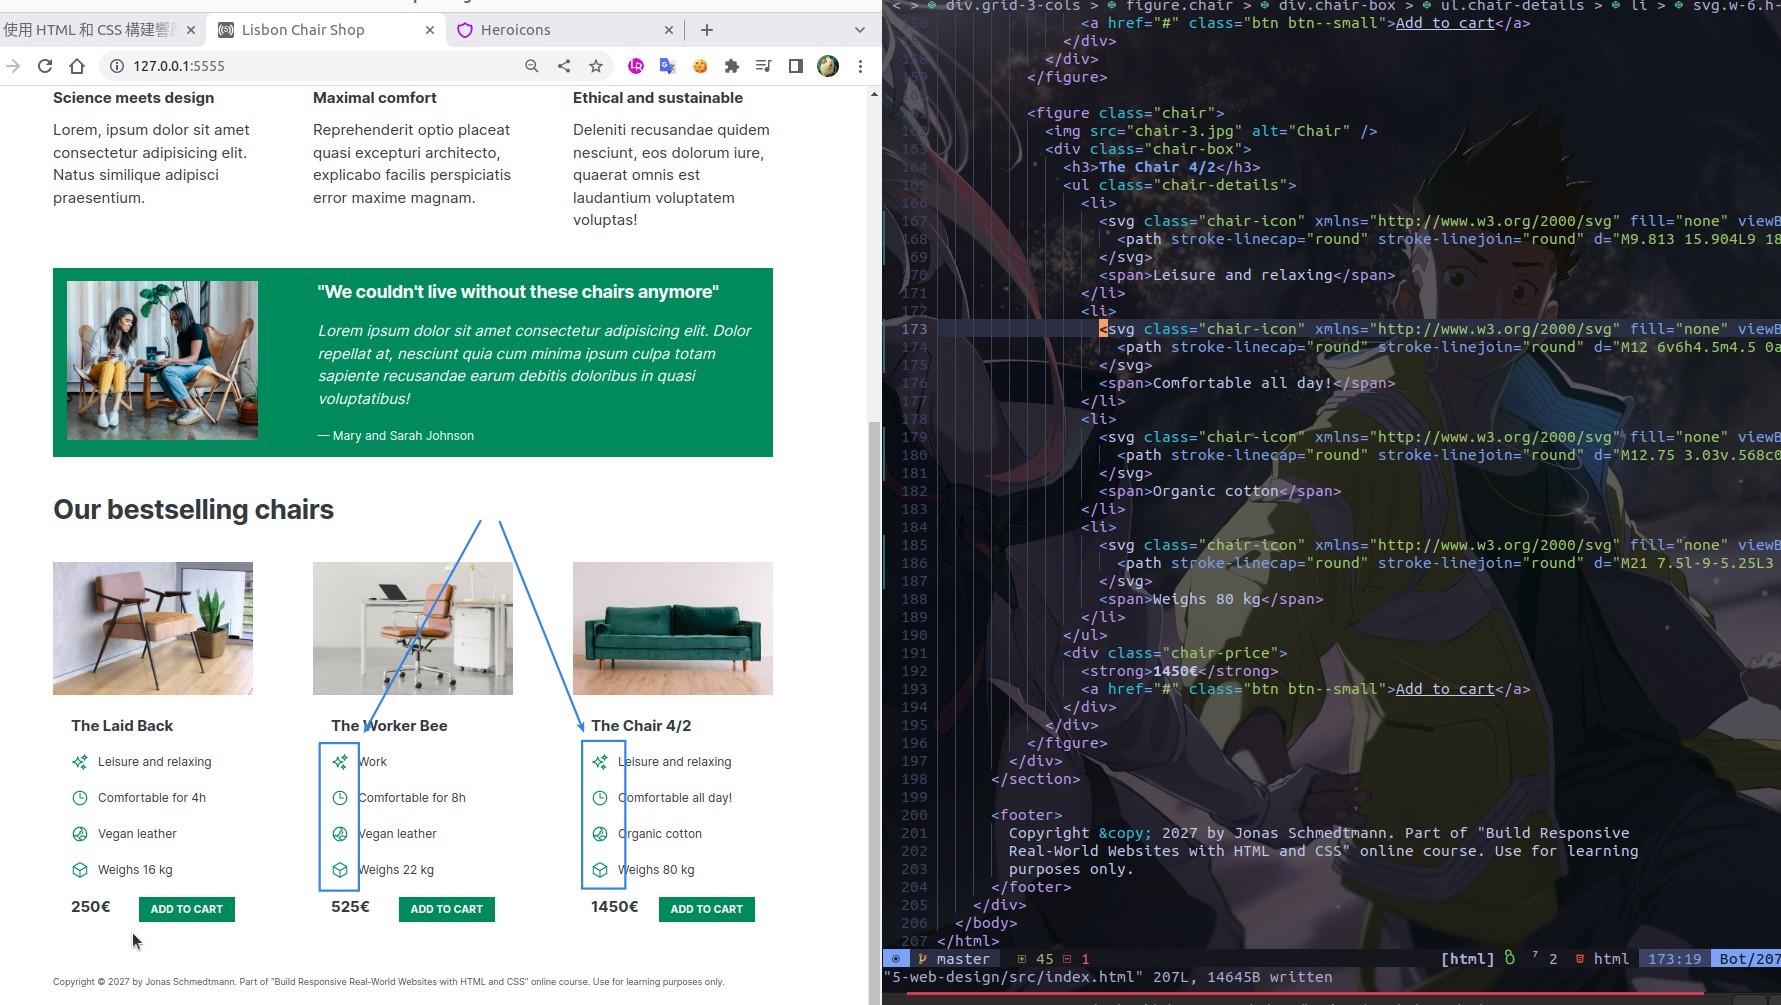 使用 HTML 和 CSS 構建響應
Lisbon Chair Shop
Heroicons
127.0.0.1:5555
Science meets design
Lorem, ipsum dolor sit amet
consectetur adipisicing elit.
Natus similique adipisci
praesentium.
Maximal comfort
Reprehenderit optio placeat
quasi excepturi architecto,
explicabo facilis perspiciatis
error maxime magnam.
Ethical and sustainable
Deleniti recusandae quidem
nesciunt, eos dolorum iure,
quaerat omnis est
laudantium voluptatem
voluptas!
"We couldn't live without these chairs anymore"
Lorem ipsum dolor sit amet consectetur adipisicing elit. Dolor
repellat at, nesciunt quia cum minima ipsum culpa totam
sapiente recusandae earum debitis doloribus in quasi
voluptatibus!
— Mary and Sarah Johnson
Our bestselling chairs
The Laid Back
Leisure and relaxing
Comfortable for 4h
Vegan leather
Weighs 16 kg
250€ ADD TO CART
The Worker Bee
Work
Comfortable for 8h
Vegan leather
Weighs 22 kg
525€ ADD TO CART
The Chair 4/2
Leisure and relaxing
Comfortable all day!
Organic cotton
Weighs 80 kg
1450€ ADD TO CART
Copyright © 2027 by Jonas Schmedtmann. Part of "Build Responsive Real-World Websites with HTML and CSS" online course. Use for learning purposes only.
< > div.grid-3-cols > figure.chair > div.chair-box > ul.chair-details > li > svg.w-6.h-
156 <a href="#" class="btn btn--small">Add to cart</a>
</div>
158 </div>
159 </figure>
<figure class="chair">
162 <img src="chair-3.jpg" alt="Chair" />
163 <div class="chair-box">
164 <h3>The Chair 4/2</h3>
165 <ul class="chair-details">
166 <li>
167 <svg class="chair-icon" xmlns="http://www.w3.org/2000/svg" fill="none" viewB
168 <path stroke-linecap="round" stroke-linejoin="round" d="M9.813 15.904L9 18
169 </svg>
170 <span>Leisure and relaxing</span>
171 </li>
172 <li>
173 <svg class="chair-icon" xmlns="http://www.w3.org/2000/svg" fill="none" viewB
174 <path stroke-linecap="round" stroke-linejoin="round" d="M12 6v6h4.5m4.5 0a
175 </svg>
176 <span>Comfortable all day!</span>
177 </li>
178 <li>
179 <svg class="chair-icon" xmlns="http://www.w3.org/2000/svg" fill="none" viewB
180 <path stroke-linecap="round" stroke-linejoin="round" d="M12.75 3.03v.568c0
181 </svg>
182 <span>Organic cotton</span>
183 </li>
184 <li>
185 <svg class="chair-icon" xmlns="http://www.w3.org/2000/svg" fill="none" viewB
186 <path stroke-linecap="round" stroke-linejoin="round" d="M21 7.5l-9-5.25L3
187 </svg>
188 <span>Weighs 80 kg</span>
189 </li>
190 </ul>
191 <div class="chair-price">
192 <strong>1450€</strong>
193 <a href="#" class="btn btn--small">Add to cart</a>
194 </div>
195 </div>
196 </figure>
197 </div>
198 </section>
199
200 <footer>
201 Copyright &copy; 2027 by Jonas Schmedtmann. Part of "Build Responsive
202 Real-World Websites with HTML and CSS" online course. Use for learning
203 purposes only.
204 </footer>
205 </div>
206 </body>
207 </html>
master 45 1 [html] 7 2 html 173:19 Bot/207
"5-web-design/src/index.html" 207L, 14645B written